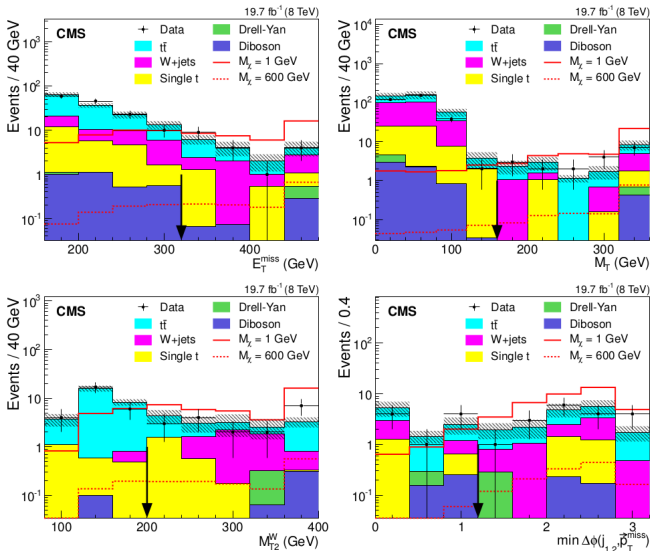 19.7 fb⁻¹ (8 TeV)
CMS
Data
Drell-Yan
tt̄
Diboson
W+jets
M_χ = 1 GeV
Single t
M_χ = 600 GeV
Events / 40 GeV
10³
10²
10
1
10⁻¹
200
300
400
E_T^miss (GeV)
19.7 fb⁻¹ (8 TeV)
CMS
Data
Drell-Yan
tt̄
Diboson
W+jets
M_χ = 1 GeV
Single t
M_χ = 600 GeV
Events / 40 GeV
10⁴
10³
10²
10
1
10⁻¹
0
100
200
300
M_T (GeV)
19.7 fb⁻¹ (8 TeV)
CMS
Data
Drell-Yan
tt̄
Diboson
W+jets
M_χ = 1 GeV
Single t
M_χ = 600 GeV
Events / 40 GeV
10³
10²
10
1
10⁻¹
100
200
300
400
M_T2^W (GeV)
19.7 fb⁻¹ (8 TeV)
CMS
Data
Drell-Yan
tt̄
Diboson
W+jets
M_χ = 1 GeV
Single t
M_χ = 600 GeV
Events / 0.4
10³
10²
10
1
10⁻¹
0
1
2
3
min Δϕ(j₁,₂,p⃗_T^miss)